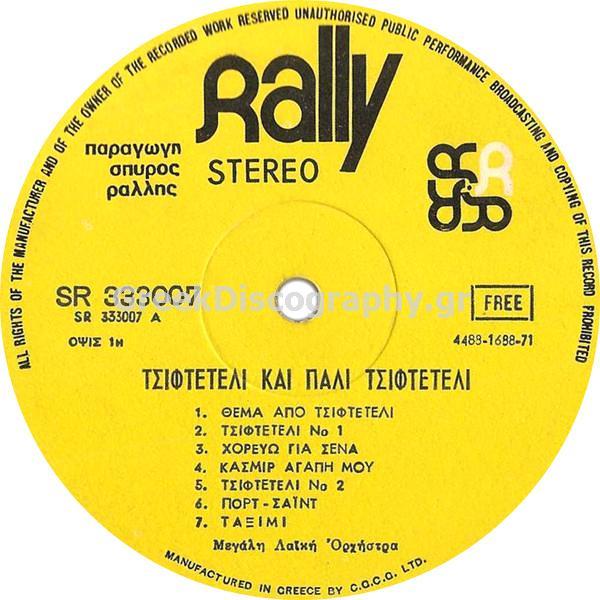 ALL RIGHTS OF THE MANUFACTURER AND OF THE OWNER OF THE RECORDED WORK RESERVED UNAUTHORISED PUBLIC PERFORMANCE BROADCASTING AND COPYING OF THIS RECORD PROHIBITED
Rally
παραγωγη
σπυρος
ραλλης
STEREO
SR 333007
GreekDiscography.gr
SR 333007 A
ΟΨΙΣ 1η
FREE
4488-1688-71
ΤΣΙΦΤΕΤΕΛΙ ΚΑΙ ΠΑΛΙ ΤΣΙΦΤΕΤΕΛΙ
1. ΘΕΜΑ ΑΠΟ ΤΣΙΦΤΕΤΕΛΙ
2. ΤΣΙΦΤΕΤΕΛΙ Νο 1
3. ΧΟΡΕΥΩ ΓΙΑ ΣΕΝΑ
4. ΚΑΣΜΙΡ ΑΓΑΠΗ ΜΟΥ
5. ΤΣΙΦΤΕΤΕΛΙ Νο 2
6. ΠΟΡΤ-ΣΑΪΝΤ
7. ΤΑΞΙΜΙ
Μεγάλη Λαϊκή Ὀρχήστρα
MANUFACTURED IN GREECE BY C.G.C.G. LTD.